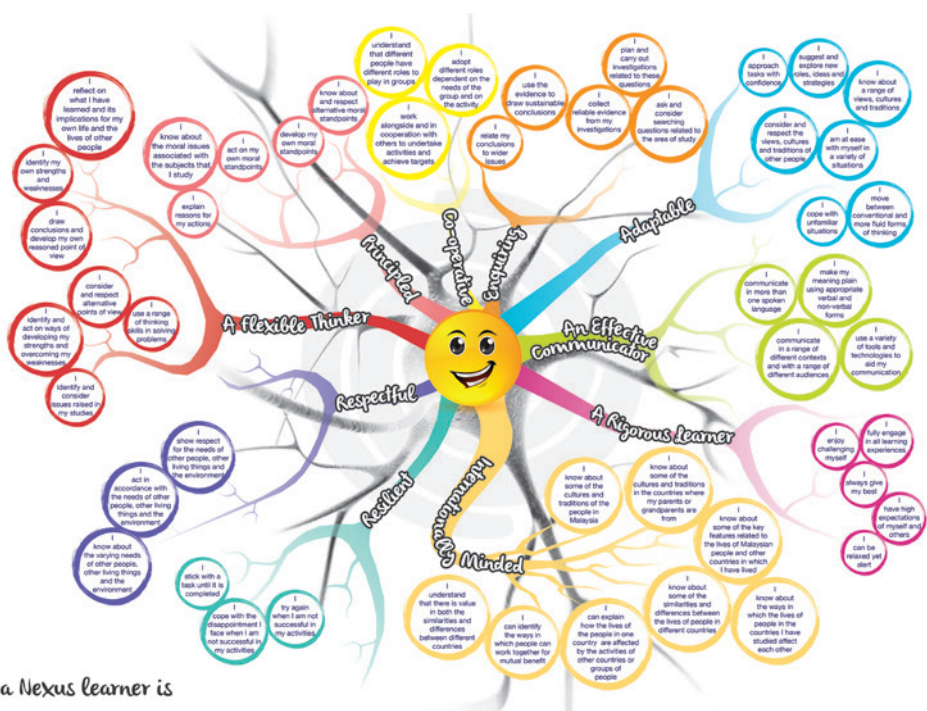 I
reflect on
what I have
learned and its
implications for my
own life and the
lives of other
people
I
identify my
own strengths
and
weaknesses
I
draw
conclusions and
develop my own
reasoned point of
view
I
consider
and respect
alternative
points of view
I
use a range
of thinking
skills in solving
problems
I
identify and
act on ways of
developing my
strengths and
overcoming my
weaknesses
I
identify and
consider
issues raised in
my studies
A flexible Thinker
I
know about
the moral issues
associated with
the subjects that
I study
I
act on my
own moral
standpoints
I
develop my
own moral
standpoints
I
know about
and respect
alternative moral
standpoints
I
explain
reasons for
my actions
Principled
I
understand
that different
people have
different roles to
play in groups
I
adopt
different roles
dependent on the
needs of the
group and on
the activity
I
work
alongside and in
cooperation with
others to undertake
activities and
achieve targets
Co-operative
I
plan and
carry out
investigations
related to these
questions
I
use the
evidence to
draw sustainable
conclusions
I
collect
reliable evidence
from my
investigations
I
ask and
consider
searching
questions related to
the area of study
I
relate my
conclusions
to wider
issues
Enquiring
I
approach
tasks with
confidence
I
suggest and
explore new
roles, ideas and
strategies
I
know about
a range of
views, cultures
and traditions
I
consider and
respect the
views, cultures
and traditions of
other people
I
am at ease
with myself in
a variety of
situations
I
cope with
unfamiliar
situations
I
move
between
conventional and
more fluid forms
of thinking
Adaptable
I
communicate
in more than
one spoken
language
I
make my
meaning plain
using appropriate
verbal and
non-verbal
forms
I
communicate
in a range of
different contexts
and with a range of
different audiences
I
use a variety
of tools and
technologies to
aid my
communication
An Effective
Communicator
I
enjoy
challenging
myself
I
fully engage
in all learning
experiences
I
always give
my best
I
have high
expectations
of myself and
others
I
can be
relaxed yet
alert
A Rigorous Learner
Respectful
I
show respect
for the needs of
other people, other
living things and
the environment
I
act in
accordance with
the needs of other
people, other living
things and the
environment
I
know about
the varying needs
of other people,
other living things
and the
environment
Resilient
I
stick with a
task until it is
completed
I
cope with the
disappointment I
face when I am
not successful in
my activities
I
try again
when I am not
successful in
my activities
Internationally Minded
I
know about
some of the
cultures and
traditions of the
people in
Malaysia
I
know about
some of the
cultures and traditions
in the countries where
my parents or
grandparents are
from
I
know about
some of the key
features related to
the lives of Malaysian
people and other
countries in which
I have lived
I
understand
that there is value
in both the
similarities and
differences
between different
countries
I
can identify
the ways in
which people can
work together for
mutual benefit
I
can explain
how the lives of
the people in one
country are affected
by the activities of
other countries or
groups of
people
I
know about
some of the
similarities and
differences between
the lives of people in
different countries
I
know about
the ways in
which the lives of
people in the
countries I have
studied effect
each other
a Nexus learner is